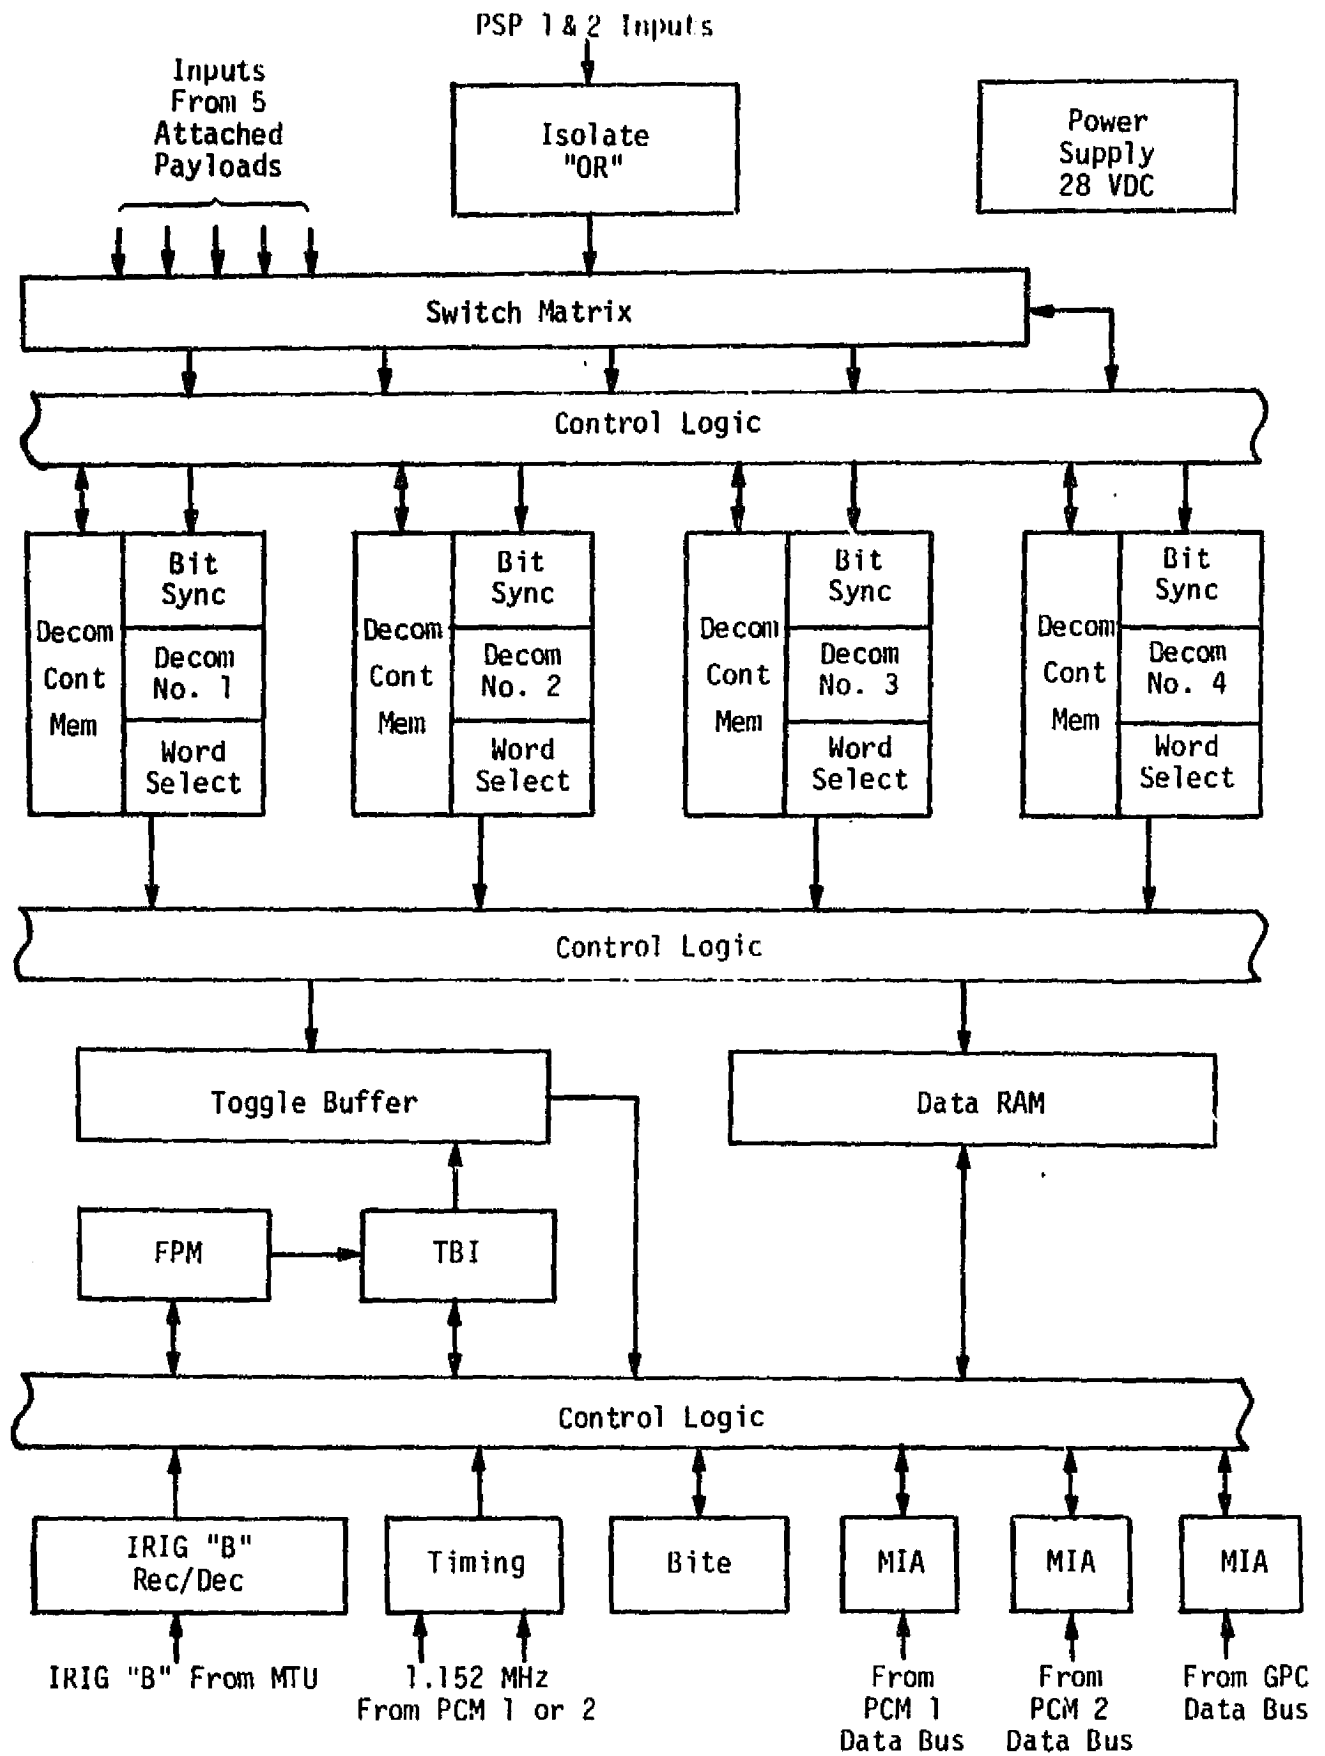 PSP 1 & 2 Inputs
Inputs
From 5
Attached
Payloads
Isolate
"OR"
Power
Supply
28 VDC
Switch Matrix
Control Logic
Decom
Cont
Mem
Bit
Sync
Decom
No. 1
Word
Select
Decom
Cont
Mem
Bit
Sync
Decom
No. 2
Word
Select
Decom
Cont
Mem
Bit
Sync
Decom
No. 3
Word
Select
Decom
Cont
Mem
Bit
Sync
Decom
No. 4
Word
Select
Control Logic
Toggle Buffer
Data RAM
FPM
TBI
Control Logic
IRIG "B"
Rec/Dec
Timing
Bite
MIA
MIA
MIA
IRIG "B" From MTU
1.152 MHz
From PCM 1 or 2
From
PCM 1
Data Bus
From
PCM 2
Data Bus
From GPC
Data Bus